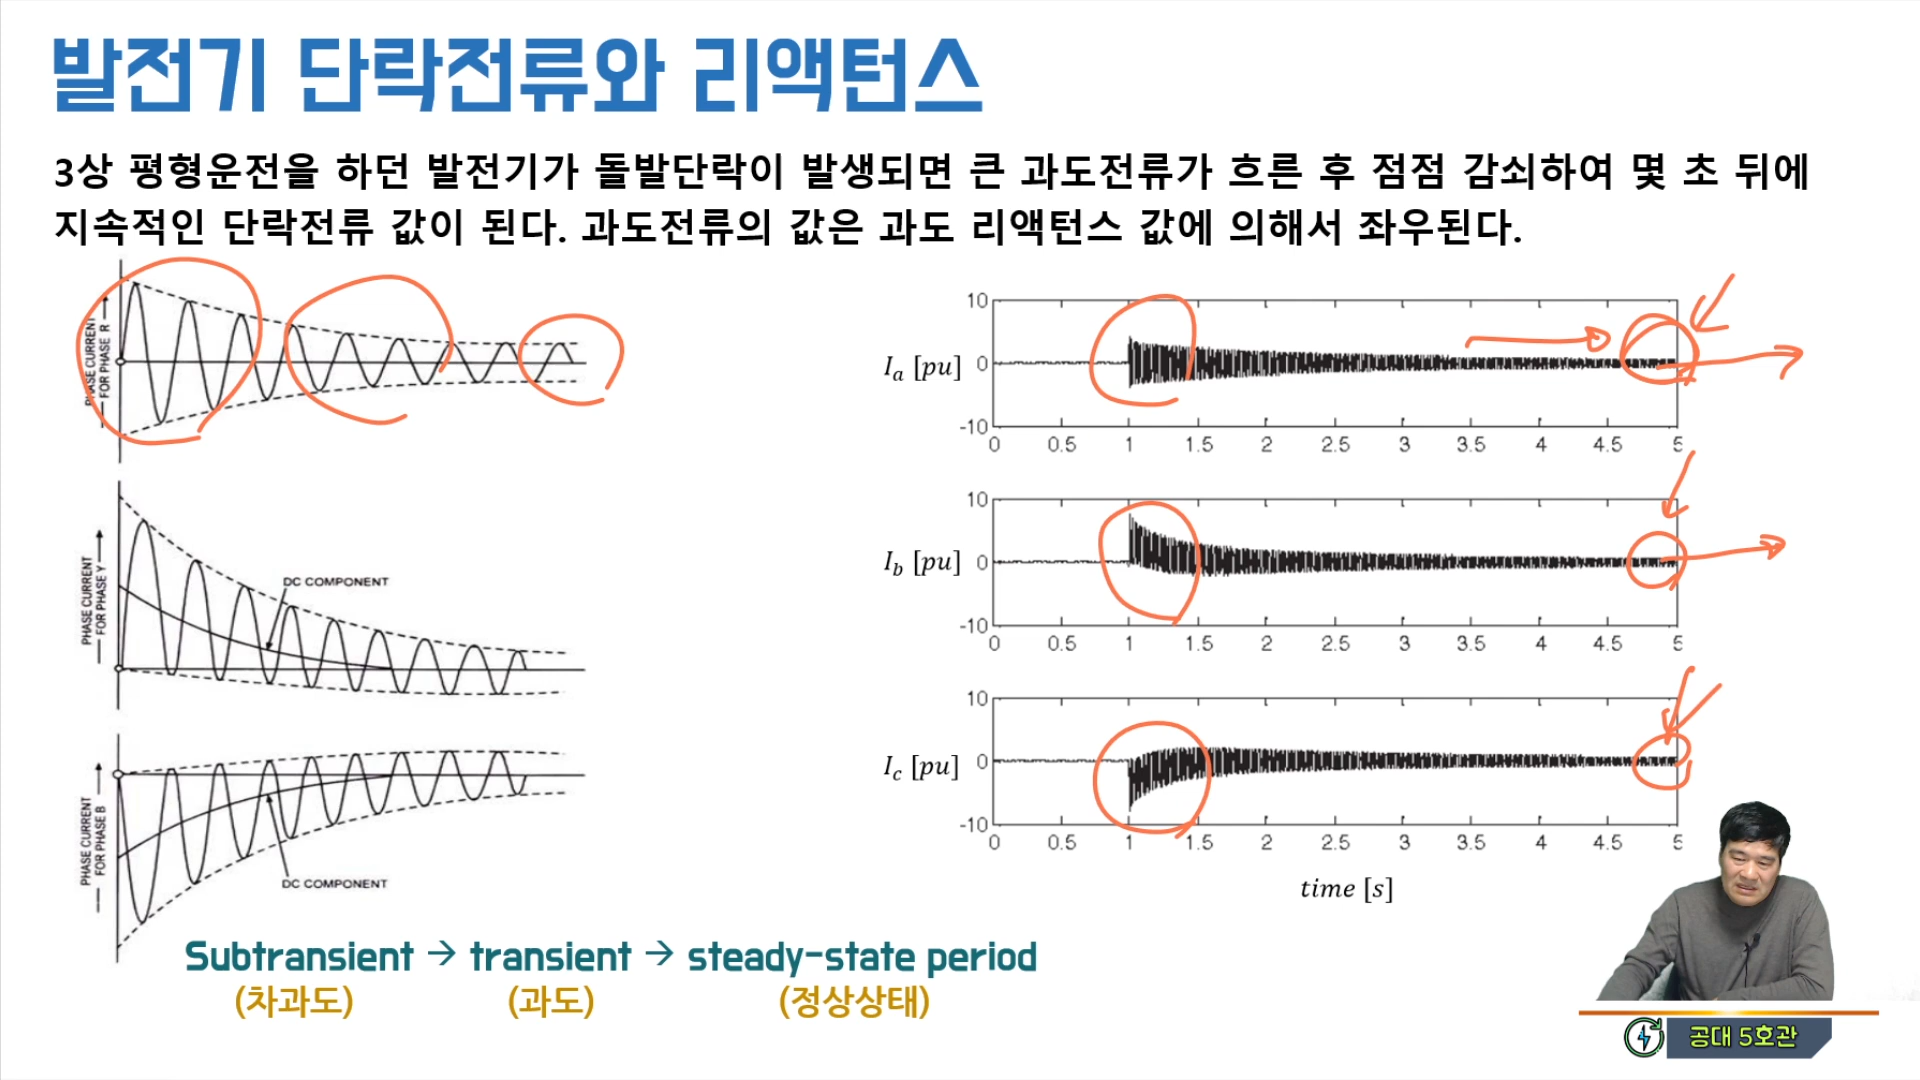 발전기 단락전류와 리액턴스
3상 평형운전을 하던 발전기가 돌발단락이 발생되면 큰 과도전류가 흐른 후 점점 감쇠하여 몇 초 뒤에
지속적인 단락전류 값이 된다. 과도전류의 값은 과도 리액턴스 값에 의해서 좌우된다.
PHASE CURRENT
FOR PHASE R
PHASE CURRENT
FOR PHASE Y
DC COMPONENT
PHASE CURRENT
FOR PHASE B
DC COMPONENT
10
Ia [pu] 0
-10
0 0.5 1 1.5 2 2.5 3 3.5 4 4.5 5
10
Ib [pu] 0
-10
0 0.5 1 1.5 2 2.5 3 3.5 4 4.5 5
10
Ic [pu] 0
-10
0 0.5 1 1.5 2 2.5 3 3.5 4 4.5 5
time [s]
Subtransient → transient → steady-state period
(차과도) (과도) (정상상태)
공대 5호관